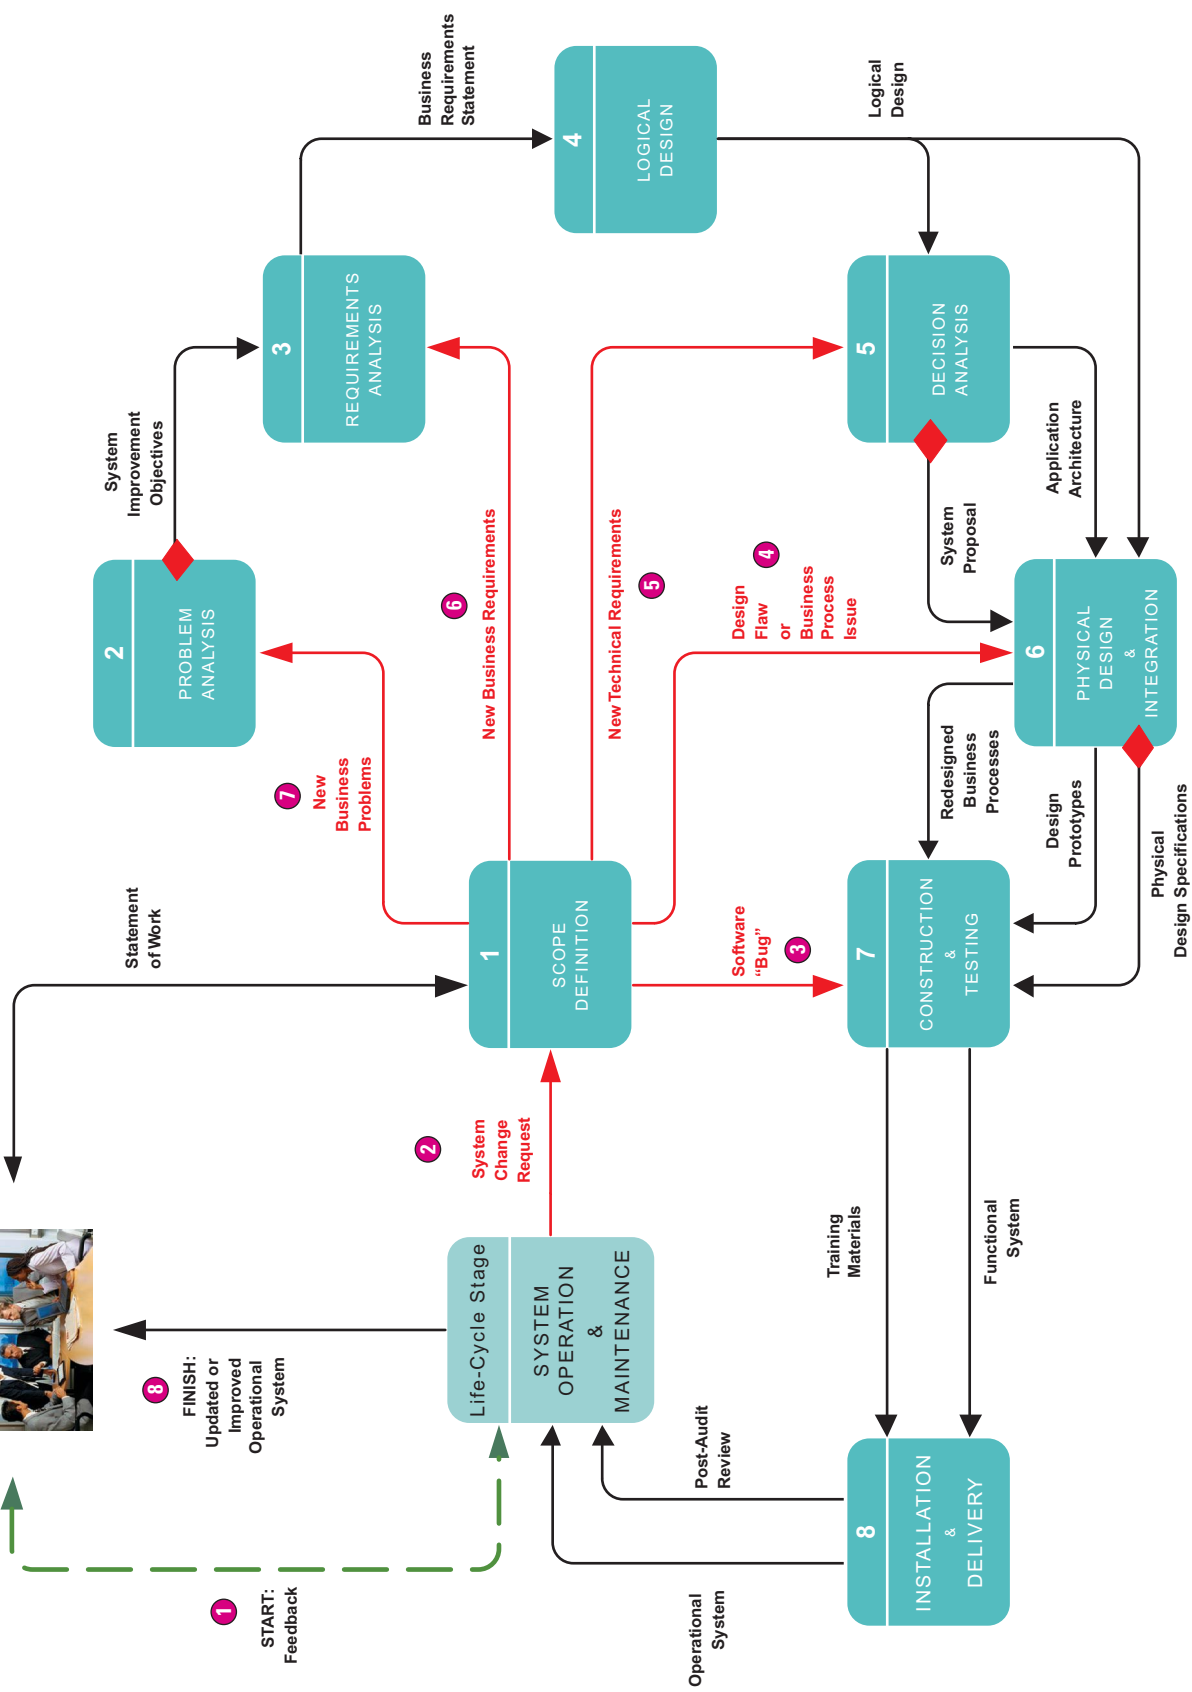 1
START:
Feedback
8
FINISH:
Updated or
Improved
Operational
System
Statement
of Work
2
PROBLEM
ANALYSIS
System
Improvement
Objectives
7
New
Business
Problems
3
REQUIREMENTS
ANALYSIS
Business
Requirements
Statement
Life-Cycle Stage
SYSTEM
OPERATION
&
MAINTENANCE
2
System
Change
Request
1
SCOPE
DEFINITION
6
New Business Requirements
New Technical Requirements
5
4
LOGICAL
DESIGN
Operational
System
Post-Audit
Review
Software
“Bug”
3
Design
Flaw
or
Business
Process
Issue
4
Training
Materials
Logical
Design
8
INSTALLATION
&
DELIVERY
Functional
System
7
CONSTRUCTION
&
TESTING
Redesigned
Business
Processes
System
Proposal
5
DECISION
ANALYSIS
Design
Prototypes
Application
Architecture
6
PHYSICAL
DESIGN
&
INTEGRATION
Physical
Design Specifications